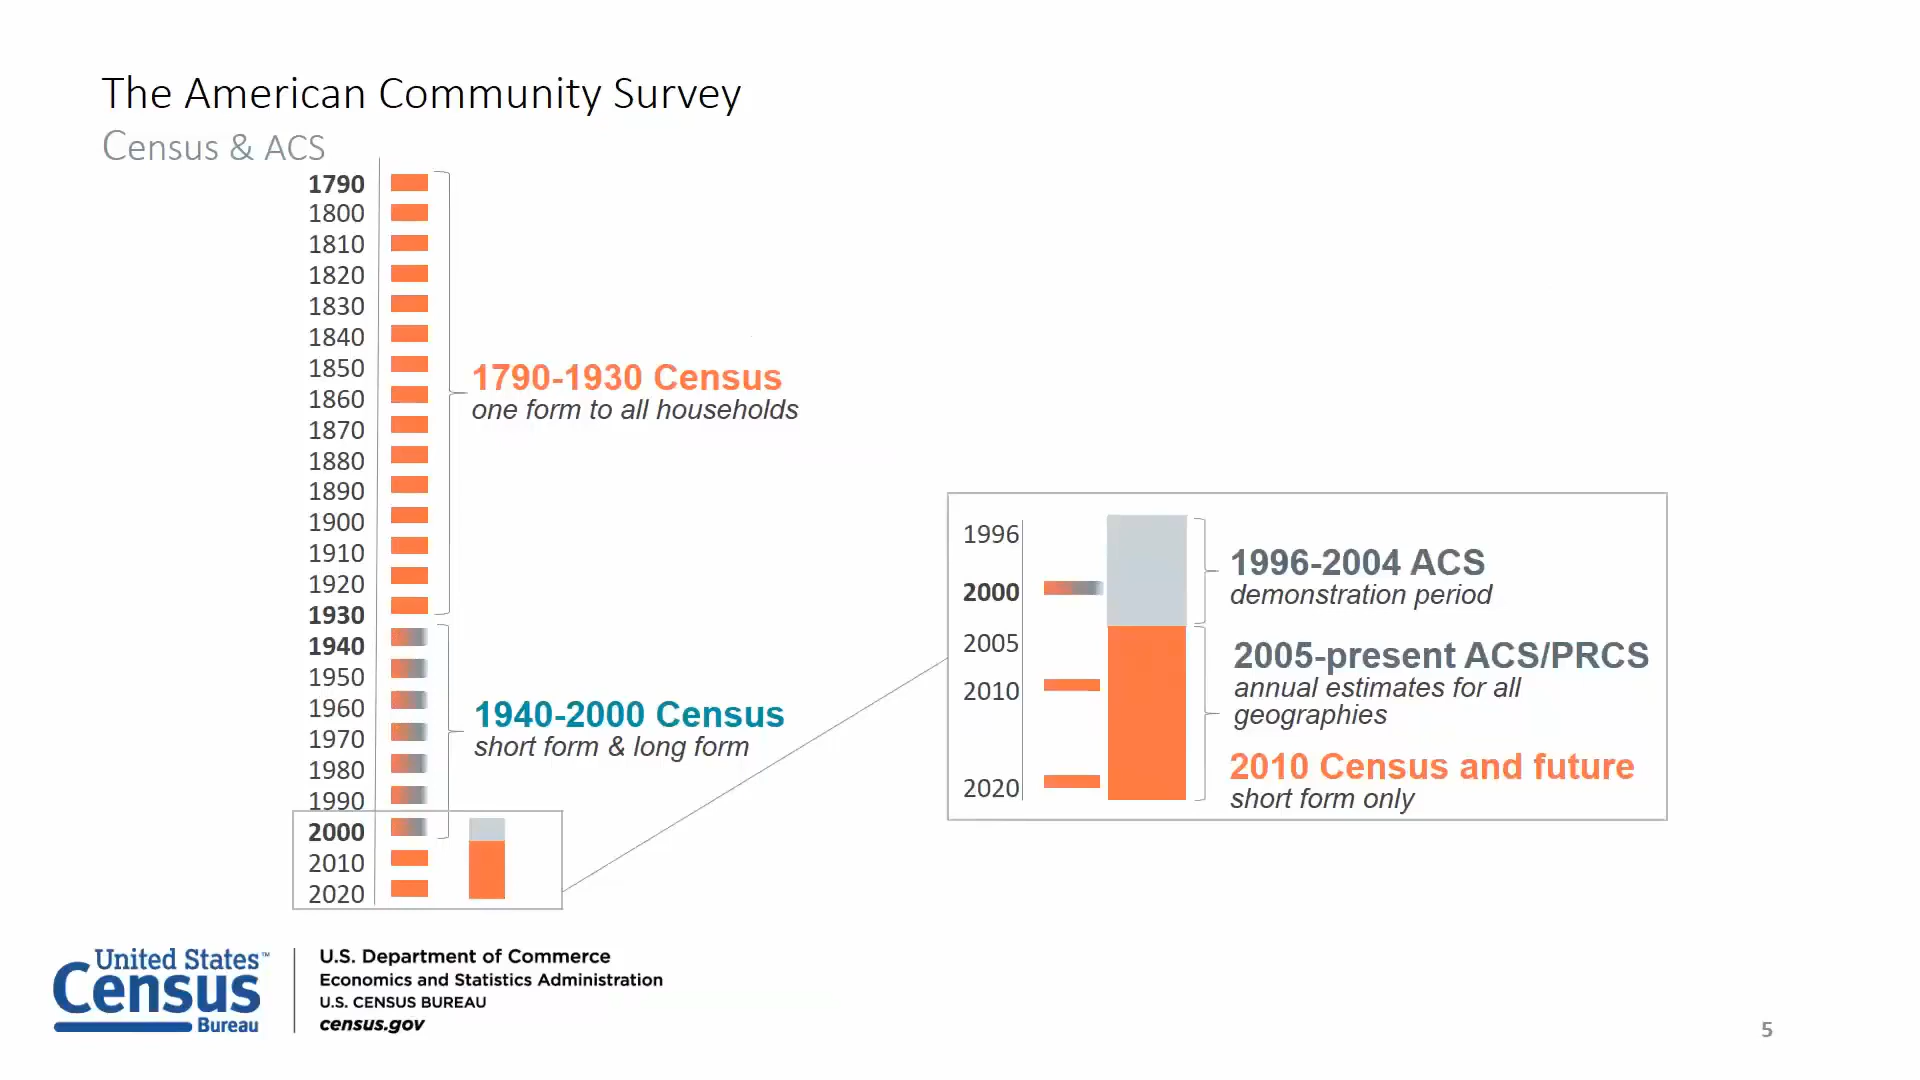 The American Community Survey
Census & ACS
1790
1800
1810
1820
1830
1840
1850
1860
1870
1880
1890
1900
1910
1920
1930
1940
1950
1960
1970
1980
1990
2000
2010
2020
1790-1930 Census
one form to all households
1940-2000 Census
short form & long form
1996
2000
2005
2010
2020
1996-2004 ACS
demonstration period
2005-present ACS/PRCS
annual estimates for all
geographies
2010 Census and future
short form only
United States™
Census
Bureau
U.S. Department of Commerce
Economics and Statistics Administration
U.S. CENSUS BUREAU
census.gov
5